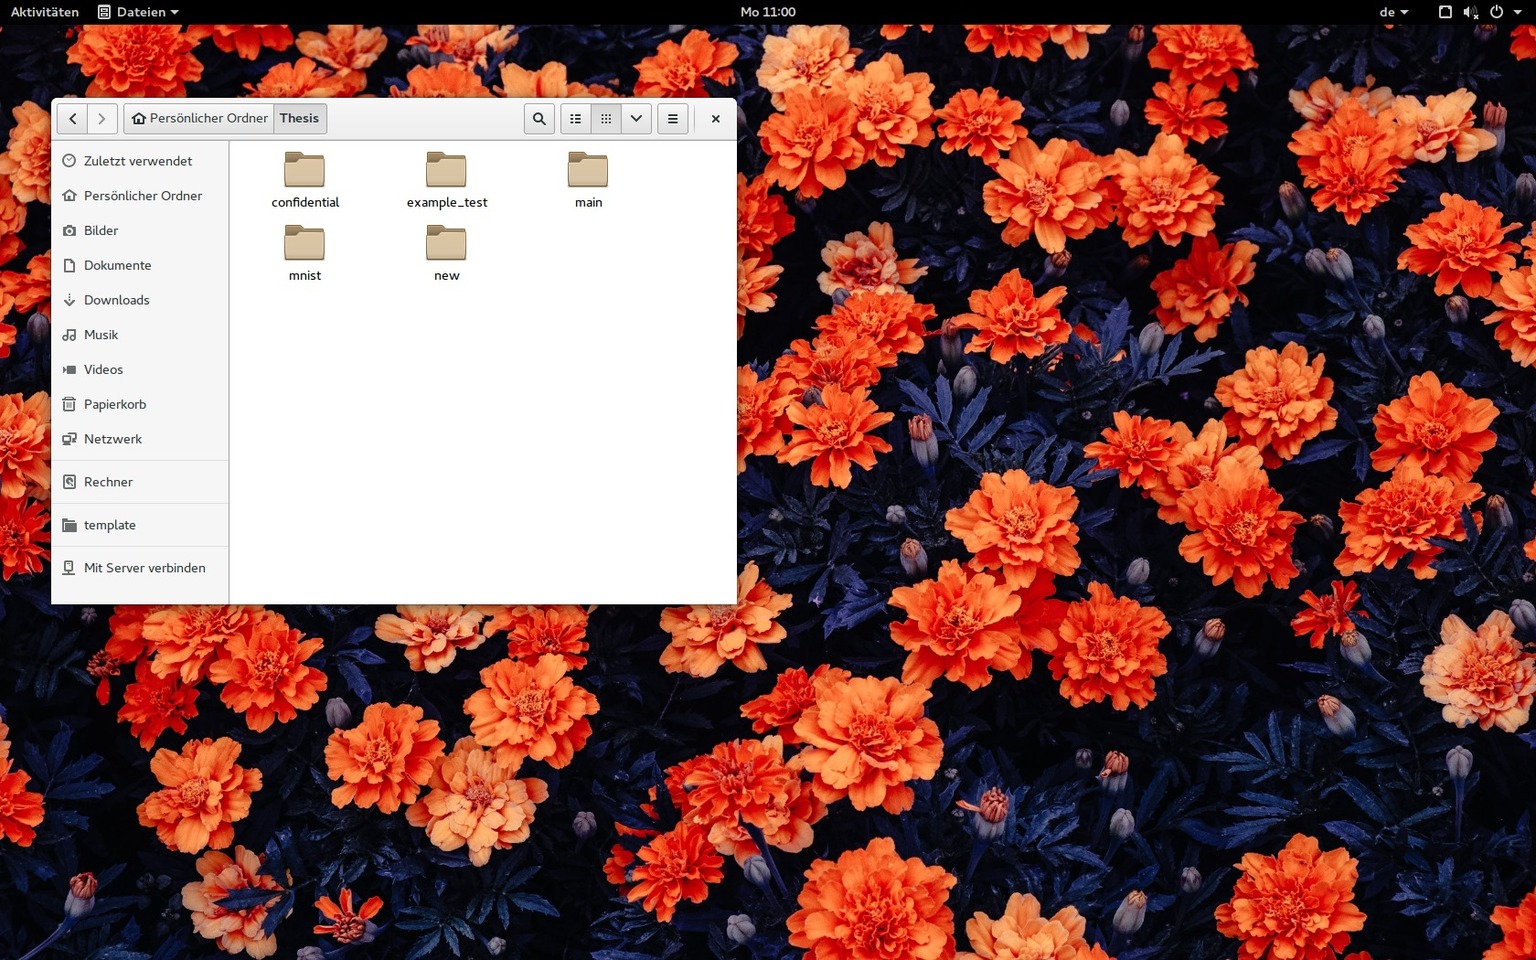 Aktivitäten Dateien Mo 11:00 de
Persönlicher Ordner Thesis
Zuletzt verwendet
Persönlicher Ordner
Bilder
Dokumente
Downloads
Musik
Videos
Papierkorb
Netzwerk
Rechner
template
Mit Server verbinden
confidential example_test main
mnist new